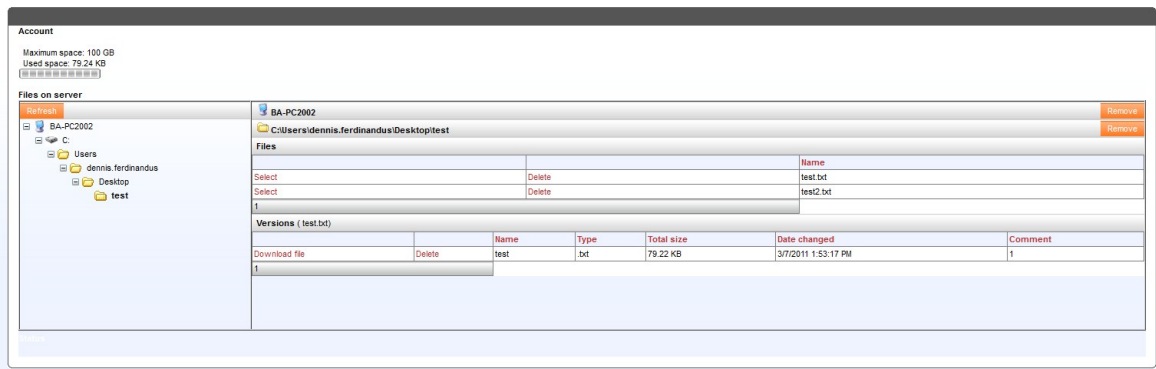 Account
Maximum space: 100 GB
Used space: 79.24 KB
Files on server
Refresh
BA-PC2002
C:
Users
dennis.ferdinandus
Desktop
test
BA-PC2002 Remove
C:\Users\dennis.ferdinandus\Desktop\test Remove
Files
Name
Select Delete test.txt
Select Delete test2.txt
1
Versions ( test.txt)
Name Type Total size Date changed Comment
Download file Delete test .txt 79.22 KB 3/7/2011 1:53:17 PM 1
1